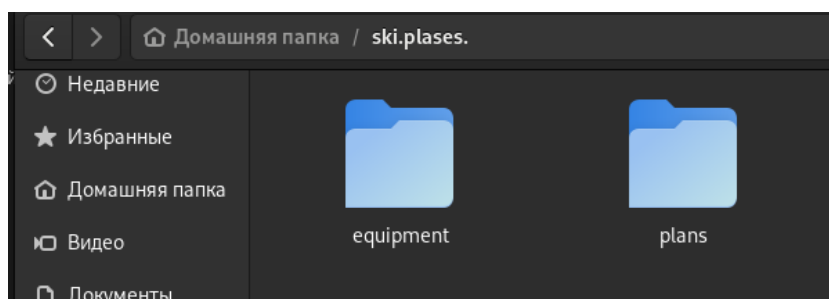 Домашняя папка / ski.plases.
Недавние
Избранные
Домашняя папка
Видео
Документы
equipment
plans